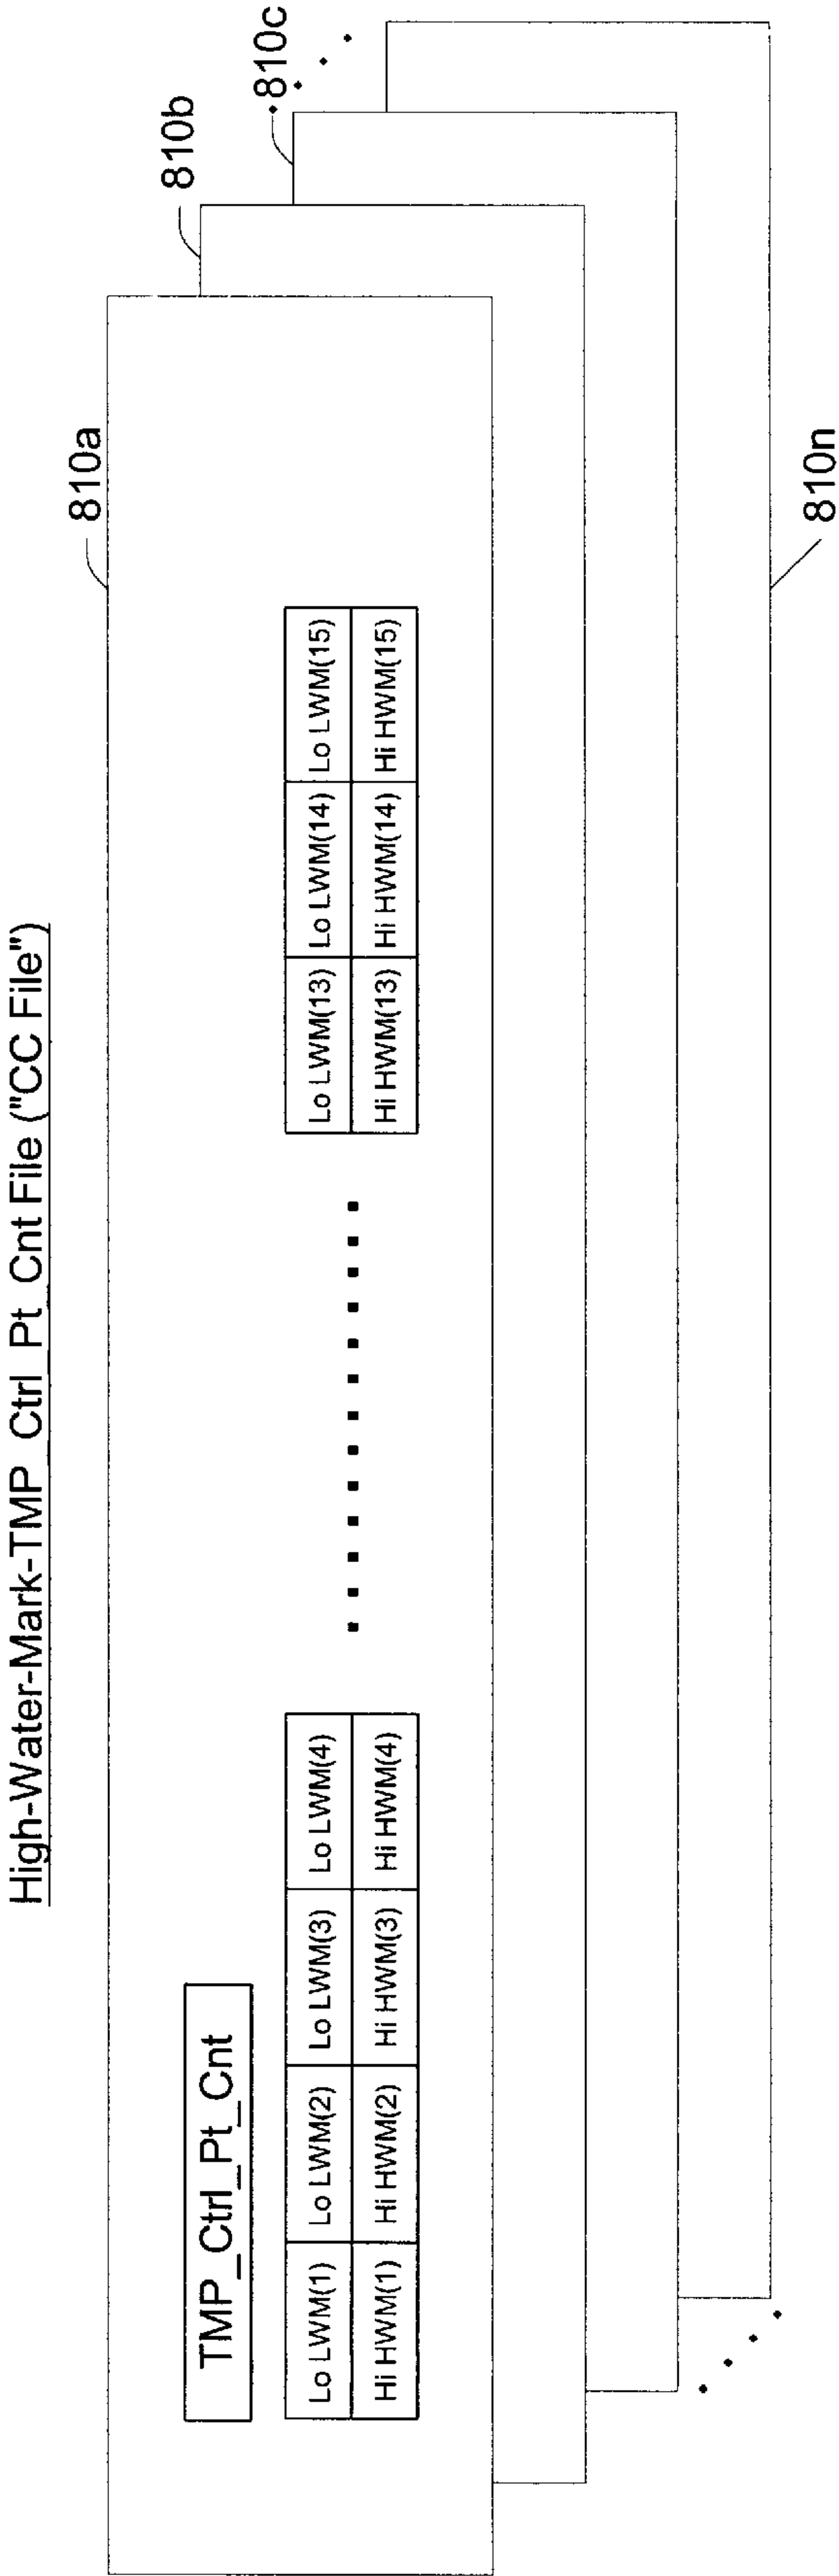 High-Water-Mark-TMP_Ctrl_Pt_Cnt File ("CC File")
810a
810b
810c
TMP_Ctrl_Pt_Cnt
Lo LWM(1) Lo LWM(2) Lo LWM(3) Lo LWM(4) Lo LWM(13) Lo LWM(14) Lo LWM(15)
Hi HWM(1) Hi HWM(2) Hi HWM(3) Hi HWM(4) Hi HWM(13) Hi HWM(14) Hi HWM(15)
810n